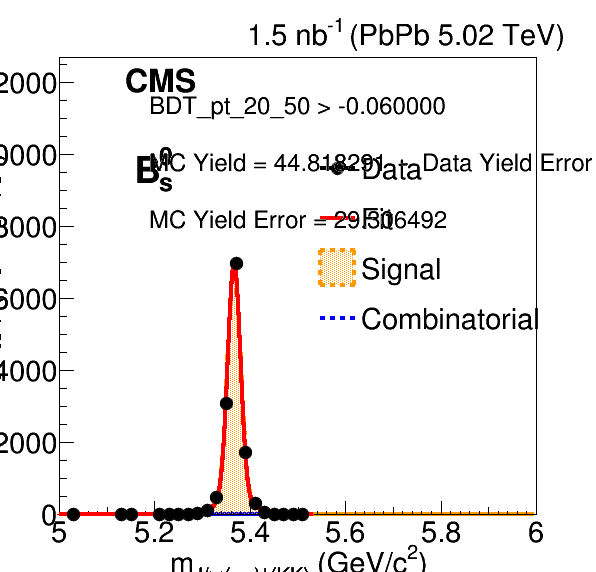 1.5 nb-1 (PbPb 5.02 TeV)
CMS
BDT_pt_20_50 > -0.060000
B0s
MC Yield = 44.818291 Data Yield Error
Data
MC Yield Error = 29.306492
Fit
Signal
Combinatorial
2000
0000
8000
6000
4000
2000
0
5 5.2 5.4 5.6 5.8 6
m (GeV/c2)